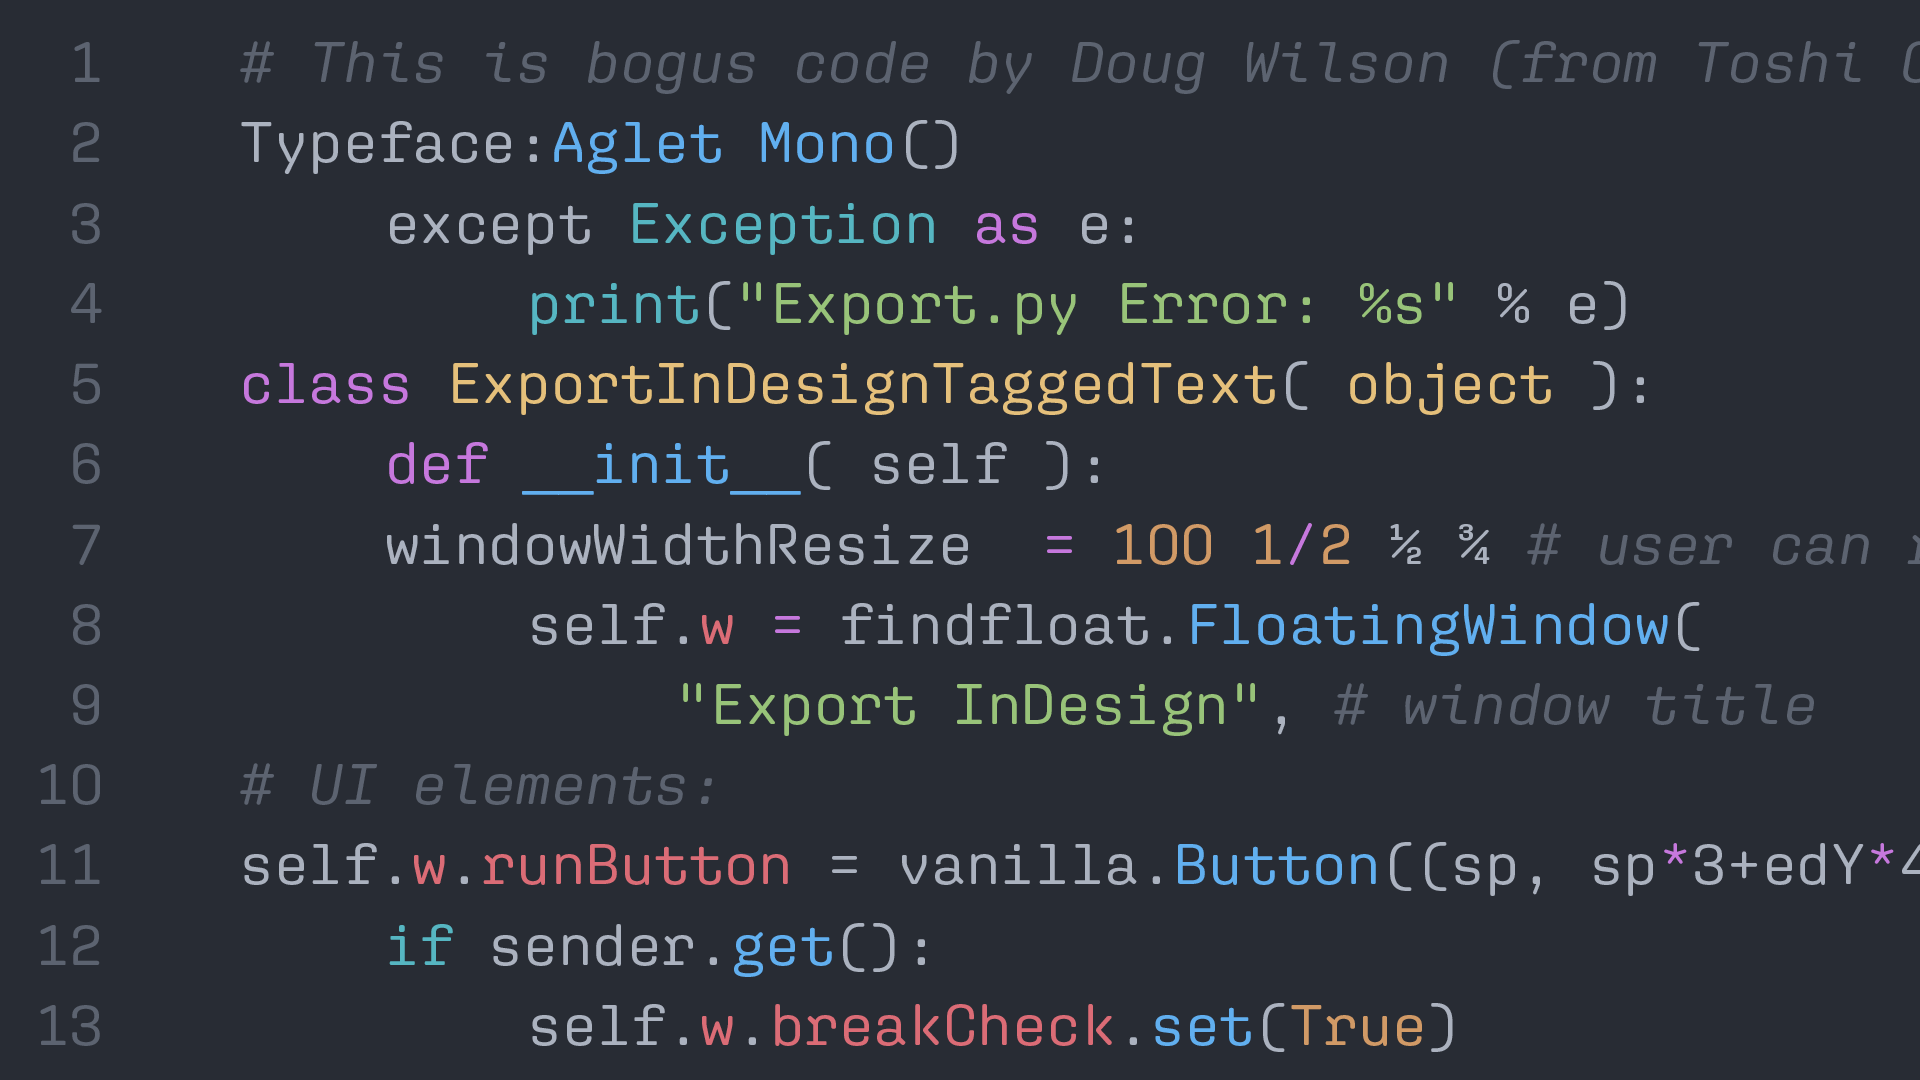 1 # This is bogus code by Doug Wilson (from Toshi
2 Typeface:Aglet Mono()
3 except Exception as e:
4 print("Export.py Error: %s" % e)
5 class ExportInDesignTaggedText( object ):
6 def __init__( self ):
7 windowWidthResize  = 100 1/2 ½ ¾ # user can
8 self.w = findfloat.FloatingWindow(
9 "Export InDesign", # window title
10 # UI elements:
11 self.w.runButton = vanilla.Button((sp, sp*3+edY*4
12 if sender.get():
13 self.w.breakCheck.set(True)